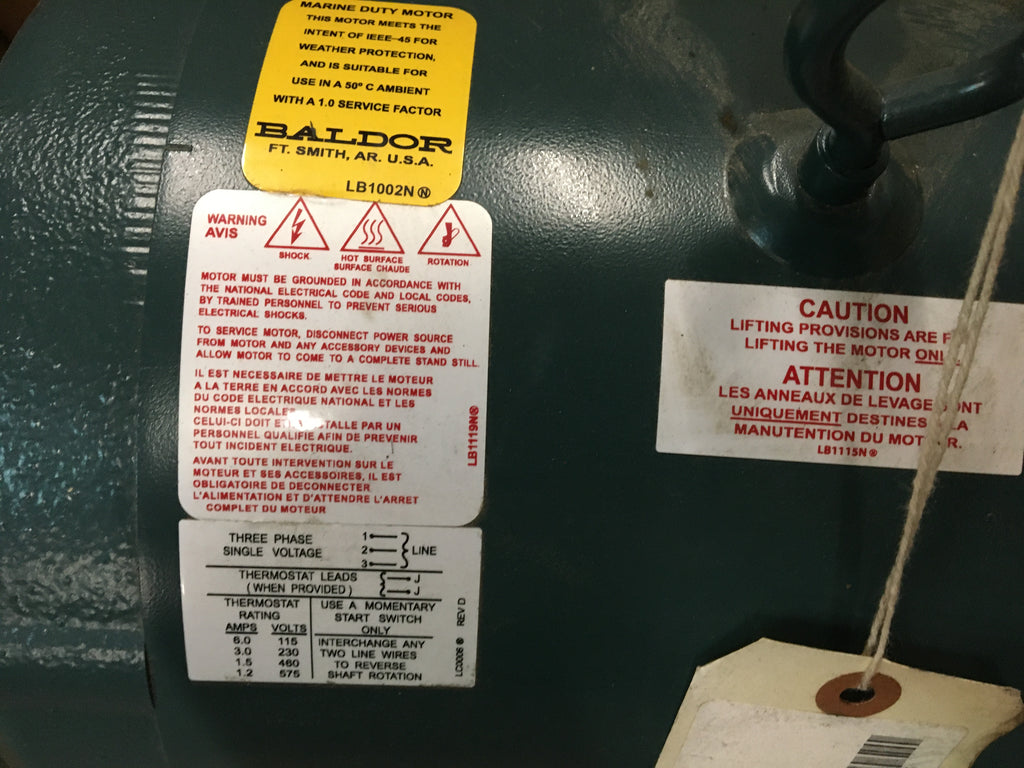 MARINE DUTY MOTOR
THIS MOTOR MEETS THE
INTENT OF IEEE-45 FOR
WEATHER PROTECTION,
AND IS SUITABLE FOR
USE IN A 50º C AMBIENT
WITH A 1.0 SERVICE FACTOR
BALDOR
FT. SMITH, AR. U.S.A.
LB1002N Ⓝ
WARNING
AVIS
SHOCK
HOT SURFACE
SURFACE CHAUDE
ROTATION
MOTOR MUST BE GROUNDED IN ACCORDANCE WITH
THE NATIONAL ELECTRICAL CODE AND LOCAL CODES,
BY TRAINED PERSONNEL TO PREVENT SERIOUS
ELECTRICAL SHOCKS.
TO SERVICE MOTOR, DISCONNECT POWER SOURCE
FROM MOTOR AND ANY ACCESSORY DEVICES AND
ALLOW MOTOR TO COME TO A COMPLETE STAND STILL.
IL EST NECESSAIRE DE METTRE LE MOTEUR
A LA TERRE EN ACCORD AVEC LES NORMES
DU CODE ELECTRIQUE NATIONAL ET LES
NORMES LOCALES
CELUI-CI DOIT
PAR UN
PERSONNEL QUALIFIE AFIN DE PREVENIR
TOUT INCIDENT ELECTRIQUE.
AVANT TOUTE INTERVENTION SUR LE
MOTEUR ET SES ACCESSOIRES, IL EST
OBLIGATOIRE DE DECONNECTER
L'ALIMENTATION ET D'ATTENDRE L'ARRET
COMPLET DU MOTEUR
LB1119N®
THREE PHASE
SINGLE VOLTAGE
1
2
3
LINE
THERMOSTAT LEADS
(WHEN PROVIDED)
J
J
THERMOSTAT
RATING
AMPS VOLTS
6.0 115
3.0 230
1.5 460
1.2 575
USE A MOMENTARY
START SWITCH
ONLY
INTERCHANGE ANY
TWO LINE WIRES
TO REVERSE
SHAFT ROTATION
LC0006 ® REV D
CAUTION
LIFTING PROVISIONS ARE
LIFTING THE MOTOR ONLY.
ATTENTION
LES ANNEAUX DE LEVAGE SONT
UNIQUEMENT DESTINES LA
MANUTENTION DU MOTEUR.
LB1115N®